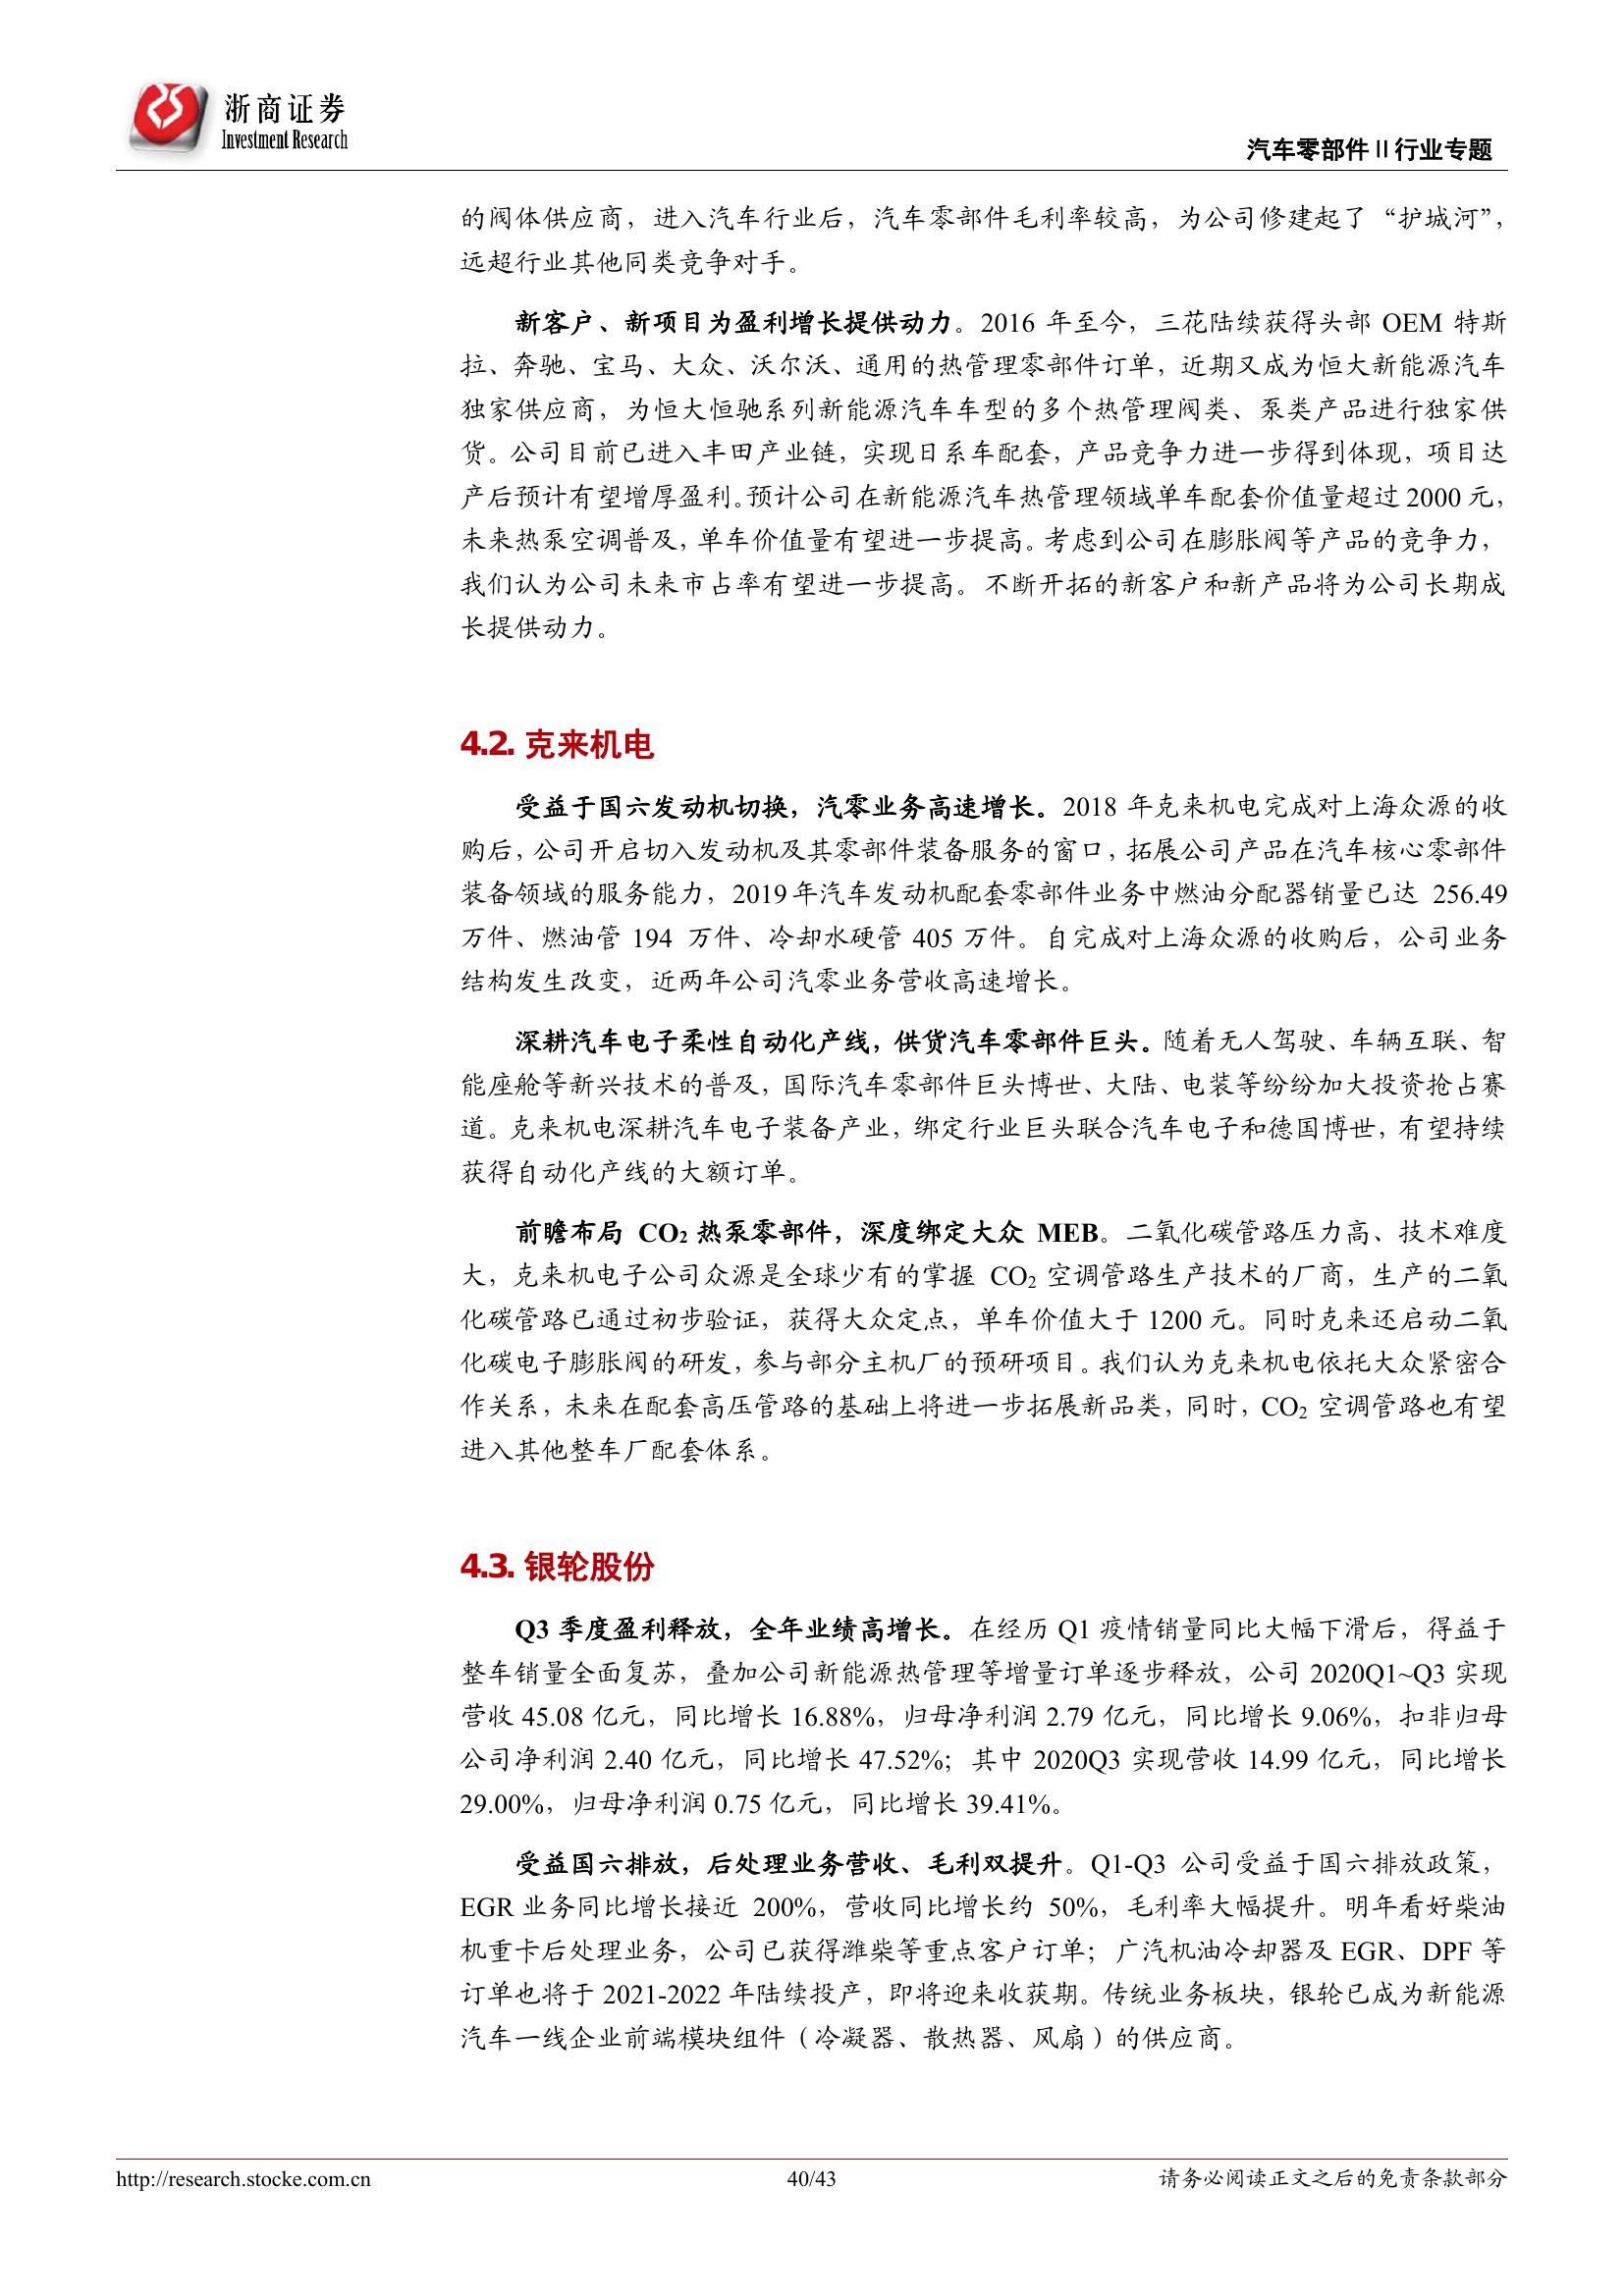 浙商证券
Investment Research
汽车零部件Ⅱ行业专题
的阀体供应商，进入汽车行业后，汽车零部件毛利率较高，为公司修建起了“护城河”，
远超行业其他同类竞争对手。
新客户、新项目为盈利增长提供动力。2016 年至今，三花陆续获得头部 OEM 特斯
拉、奔驰、宝马、大众、沃尔沃、通用的热管理零部件订单，近期又成为恒大新能源汽车
独家供应商，为恒大恒驰系列新能源汽车车型的多个热管理阀类、泵类产品进行独家供
货。公司目前已进入丰田产业链，实现日系车配套，产品竞争力进一步得到体现，项目达
产后预计有望增厚盈利。预计公司在新能源汽车热管理领域单车配套价值量超过 2000 元，
未来热泵空调普及，单车价值量有望进一步提高。考虑到公司在膨胀阀等产品的竞争力，
我们认为公司未来市占率有望进一步提高。不断开拓的新客户和新产品将为公司长期成
长提供动力。
4.2. 克来机电
受益于国六发动机切换，汽零业务高速增长。2018 年克来机电完成对上海众源的收
购后，公司开启切入发动机及其零部件装备服务的窗口，拓展公司产品在汽车核心零部件
装备领域的服务能力，2019 年汽车发动机配套零部件业务中燃油分配器销量已达 256.49
万件、燃油管 194 万件、冷却水硬管 405 万件。自完成对上海众源的收购后，公司业务
结构发生改变，近两年公司汽零业务营收高速增长。
深耕汽车电子柔性自动化产线，供货汽车零部件巨头。随着无人驾驶、车辆互联、智
能座舱等新兴技术的普及，国际汽车零部件巨头博世、大陆、电装等纷纷加大投资抢占赛
道。克来机电深耕汽车电子装备产业，绑定行业巨头联合汽车电子和德国博世，有望持续
获得自动化产线的大额订单。
前瞻布局 CO₂ 热泵零部件，深度绑定大众 MEB。二氧化碳管路压力高、技术难度
大，克来机电子公司众源是全球少有的掌握 CO₂ 空调管路生产技术的厂商，生产的二氧
化碳管路已通过初步验证，获得大众定点，单车价值大于 1200 元。同时克来还启动二氧
化碳电子膨胀阀的研发，参与部分主机厂的预研项目。我们认为克来机电依托大众紧密合
作关系，未来在配套高压管路的基础上将进一步拓展新品类，同时，CO₂ 空调管路也有望
进入其他整车厂配套体系。
4.3. 银轮股份
Q3 季度盈利释放，全年业绩高增长。在经历 Q1 疫情销量同比大幅下滑后，得益于
整车销量全面复苏，叠加公司新能源热管理等增量订单逐步释放，公司 2020Q1~Q3 实现
营收 45.08 亿元，同比增长 16.88%，归母净利润 2.79 亿元，同比增长 9.06%，扣非归母
公司净利润 2.40 亿元，同比增长 47.52%；其中 2020Q3 实现营收 14.99 亿元，同比增长
29.00%，归母净利润 0.75 亿元，同比增长 39.41%。
受益国六排放，后处理业务营收、毛利双提升。Q1-Q3 公司受益于国六排放政策，
EGR 业务同比增长接近 200%，营收同比增长约 50%，毛利率大幅提升。明年看好柴油
机重卡后处理业务，公司已获得潍柴等重点客户订单；广汽机油冷却器及 EGR、DPF 等
订单也将于 2021-2022 年陆续投产，即将迎来收获期。传统业务板块，银轮已成为新能源
汽车一线企业前端模块组件（冷凝器、散热器、风扇）的供应商。
http://research.stocke.com.cn
40/43
请务必阅读正文之后的免责条款部分